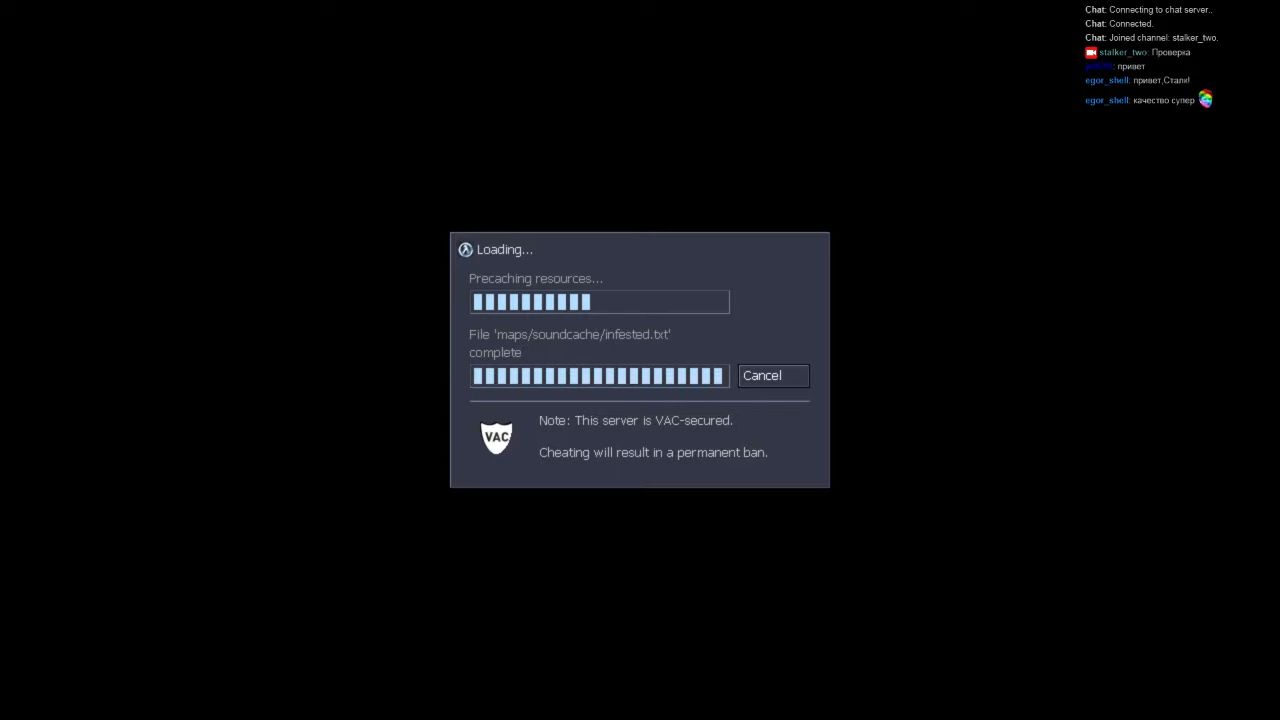 Chat: Connecting to chat server..
Chat: Connected.
Chat: Joined channel: stalker_two.
stalker_two: Проверка
: привет
egor_shell: привет,Сталк!
egor_shell: качество супер
Loading...
Precaching resources...
File 'maps/soundcache/infested.txt'
complete
Cancel
VAC
Note: This server is VAC-secured.
Cheating will result in a permanent ban.